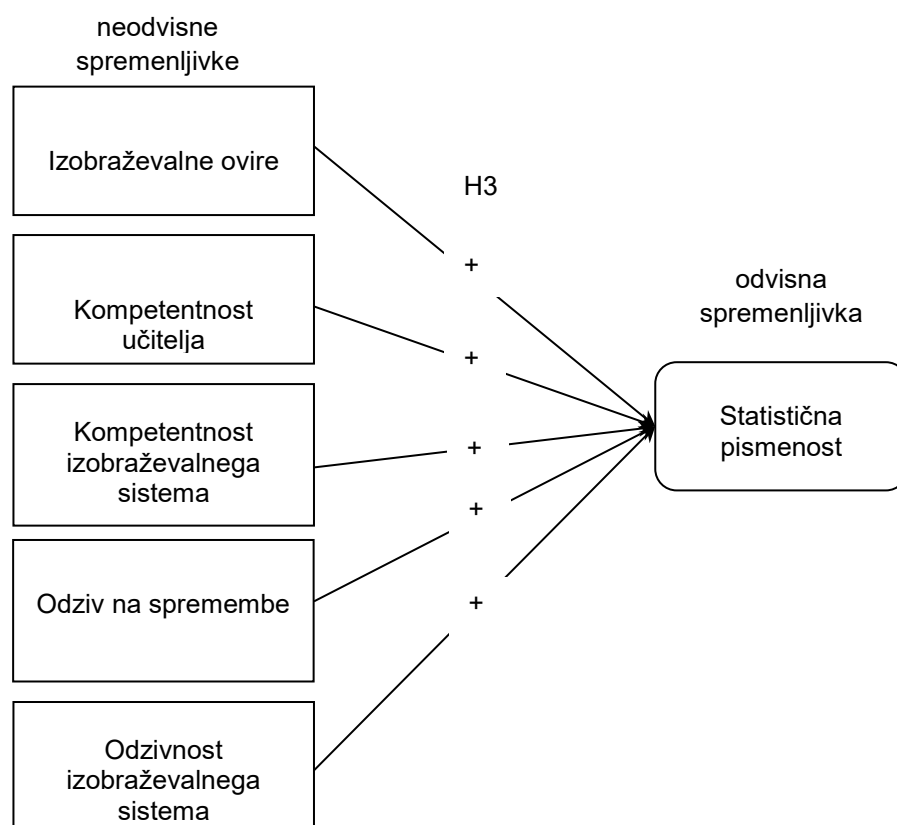 neodvisne
spremenljivke
Izobraževalne ovire
H3
+
Kompetentnost
učitelja
+
odvisna
spremenljivka
Kompetentnost
izobraževalnega
sistema
+
Statistična
pismenost
+
Odziv na spremembe
+
Odzivnost
izobraževalnega
sistema